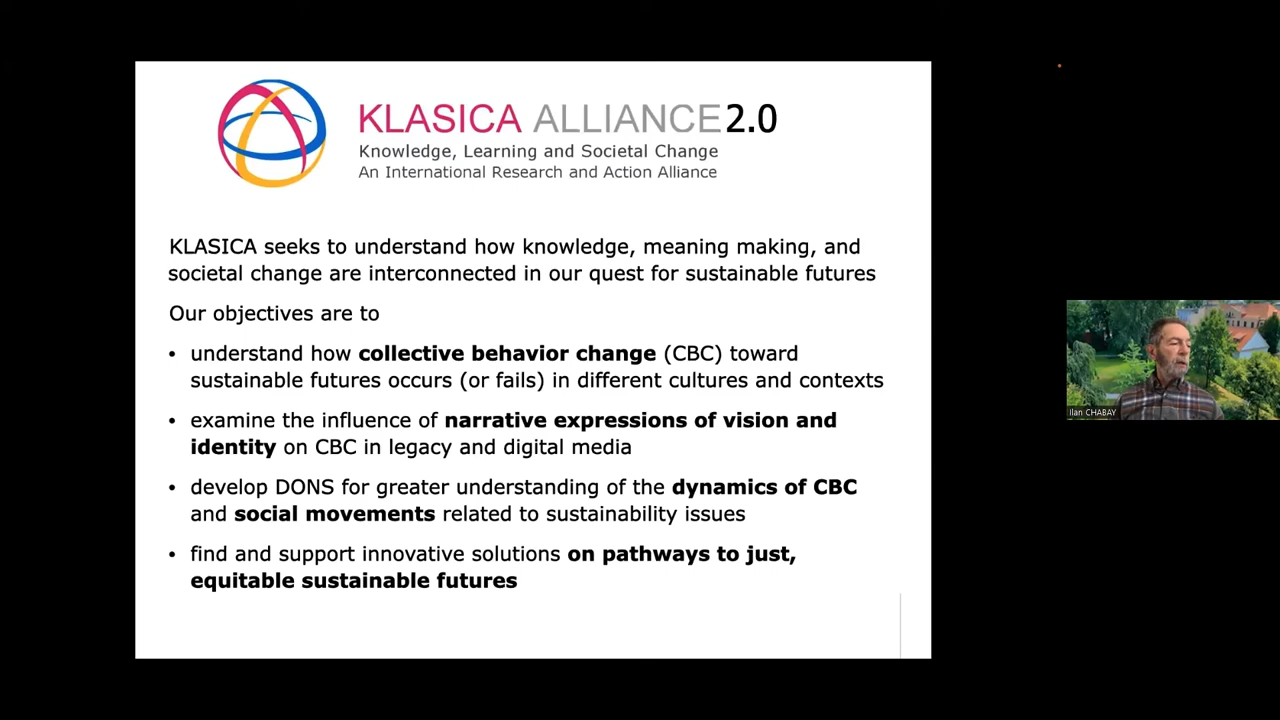 KLASICA ALLIANCE 2.0
Knowledge, Learning and Societal Change
An International Research and Action Alliance
KLASICA seeks to understand how knowledge, meaning making, and
societal change are interconnected in our quest for sustainable futures
Our objectives are to
• understand how collective behavior change (CBC) toward
sustainable futures occurs (or fails) in different cultures and contexts
• examine the influence of narrative expressions of vision and
identity on CBC in legacy and digital media
• develop DONS for greater understanding of the dynamics of CBC
and social movements related to sustainability issues
• find and support innovative solutions on pathways to just,
equitable sustainable futures
Ilan CHABAY